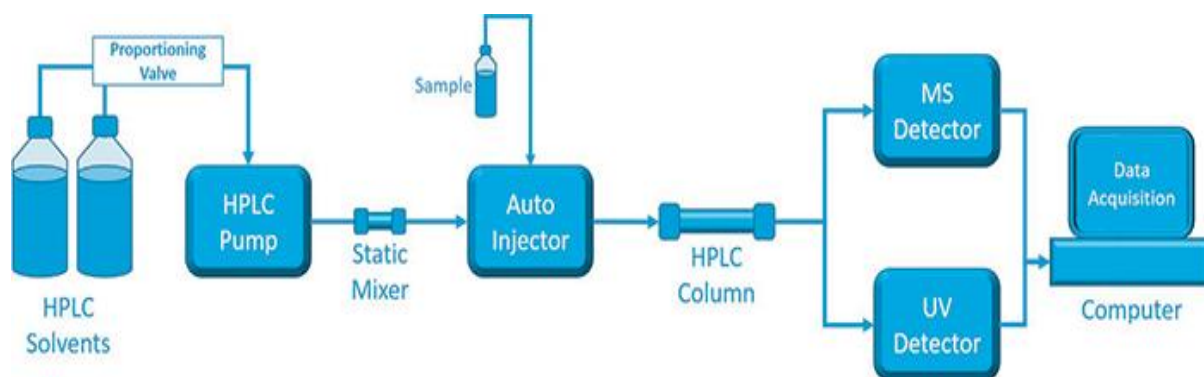 Proportioning
Valve
HPLC
Solvents
HPLC
Pump
Static
Mixer
Sample
Auto
Injector
HPLC
Column
MS
Detector
UV
Detector
Data
Acquisition
Computer